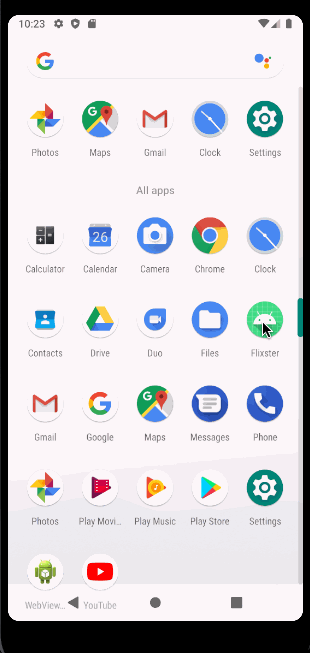 10:23
Photos Maps Gmail Clock Settings
All apps
Calculator Calendar Camera Chrome Clock
Contacts Drive Duo Files Flixster
Gmail Google Maps Messages Phone
Photos Play Movi... Play Music Play Store Settings
WebView... YouTube